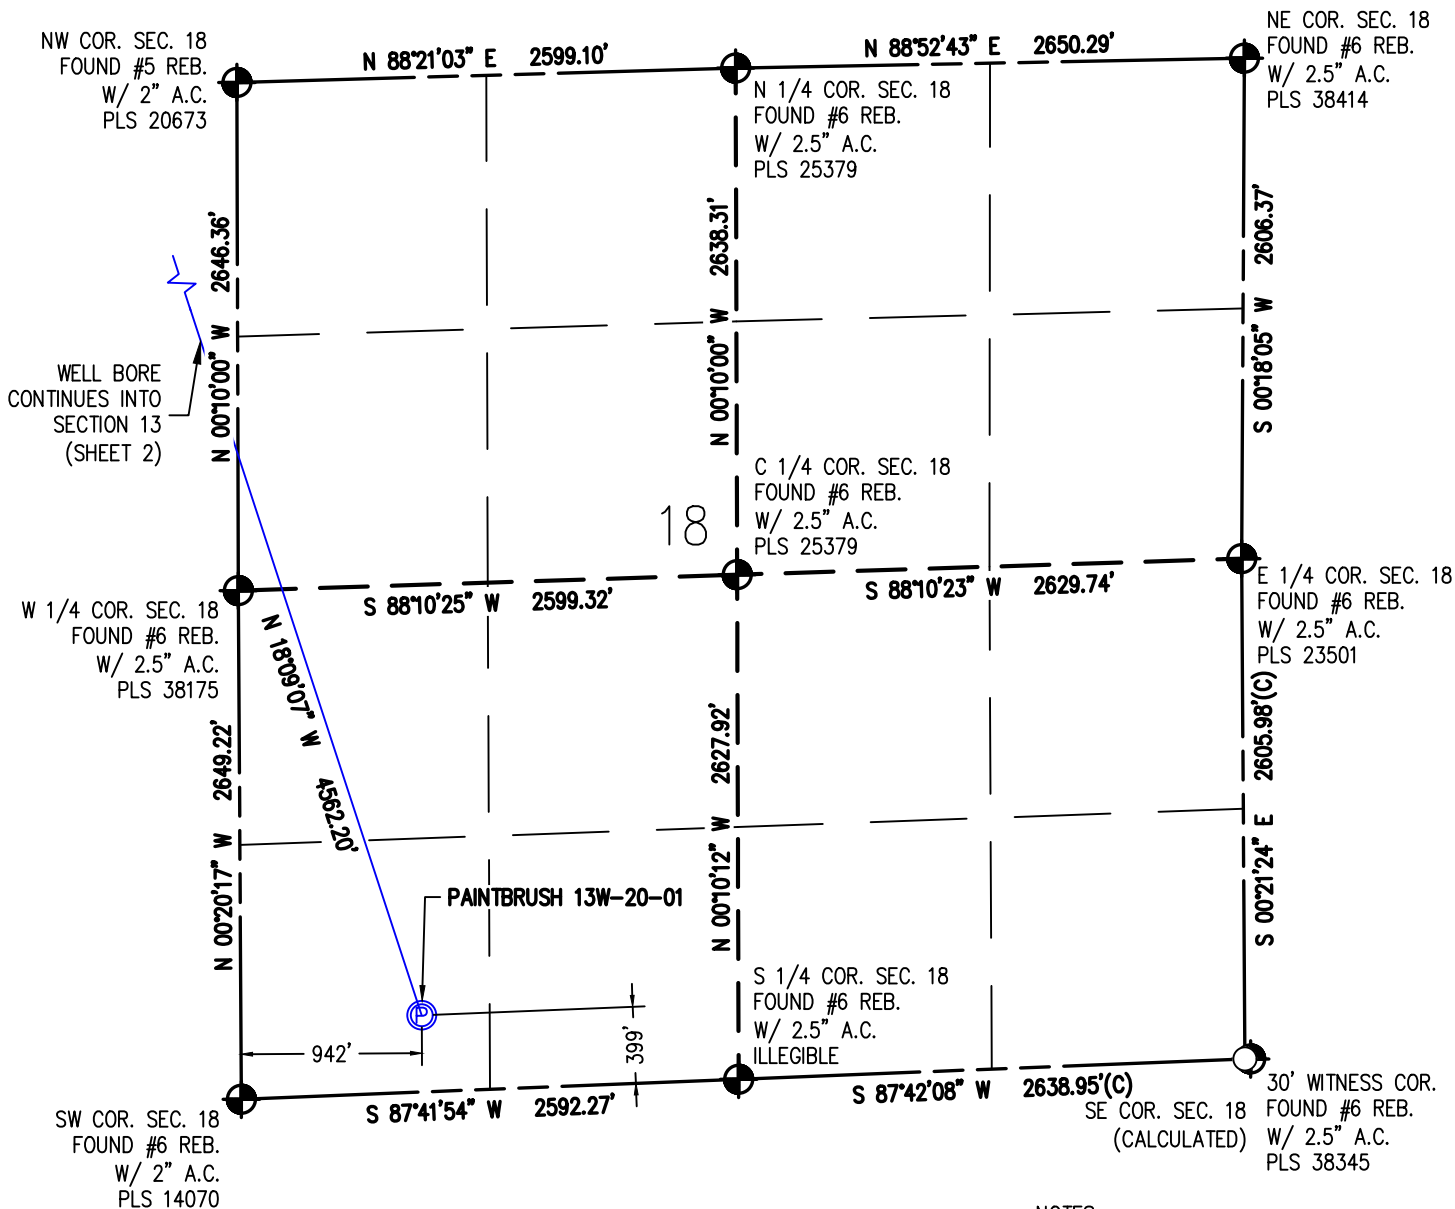 NW COR. SEC. 18
FOUND #5 REB.
W/ 2" A.C.
PLS 20673
N 88°21'03" E 2599.10'
N 88°52'43" E 2650.29'
NE COR. SEC. 18
FOUND #6 REB.
W/ 2.5" A.C.
PLS 38414
N 1/4 COR. SEC. 18
FOUND #6 REB.
W/ 2.5" A.C.
PLS 25379
N 00°10'00" W 2646.36'
N 00°10'00" W 2638.31'
S 00°18'05" W 2606.37'
WELL BORE
CONTINUES INTO
SECTION 13
(SHEET 2)
18
C 1/4 COR. SEC. 18
FOUND #6 REB.
W/ 2.5" A.C.
PLS 25379
W 1/4 COR. SEC. 18
FOUND #6 REB.
W/ 2.5" A.C.
PLS 38175
S 88°10'25" W 2599.32'
S 88°10'23" W 2629.74'
E 1/4 COR. SEC. 18
FOUND #6 REB.
W/ 2.5" A.C.
PLS 23501
N 18°09'07" W 4562.20'
N 00°20'17" W 2649.22'
N 00°10'12" W 2627.92'
S 00°21'24" E 2605.98'(C)
PAINTBRUSH 13W-20-01
P
942'
399'
S 1/4 COR. SEC. 18
FOUND #6 REB.
W/ 2.5" A.C.
ILLEGIBLE
SW COR. SEC. 18
FOUND #6 REB.
W/ 2" A.C.
PLS 14070
S 87°41'54" W 2592.27'
S 87°42'08" W 2638.95'(C)
SE COR. SEC. 18
(CALCULATED)
30' WITNESS COR.
FOUND #6 REB.
W/ 2.5" A.C.
PLS 38345